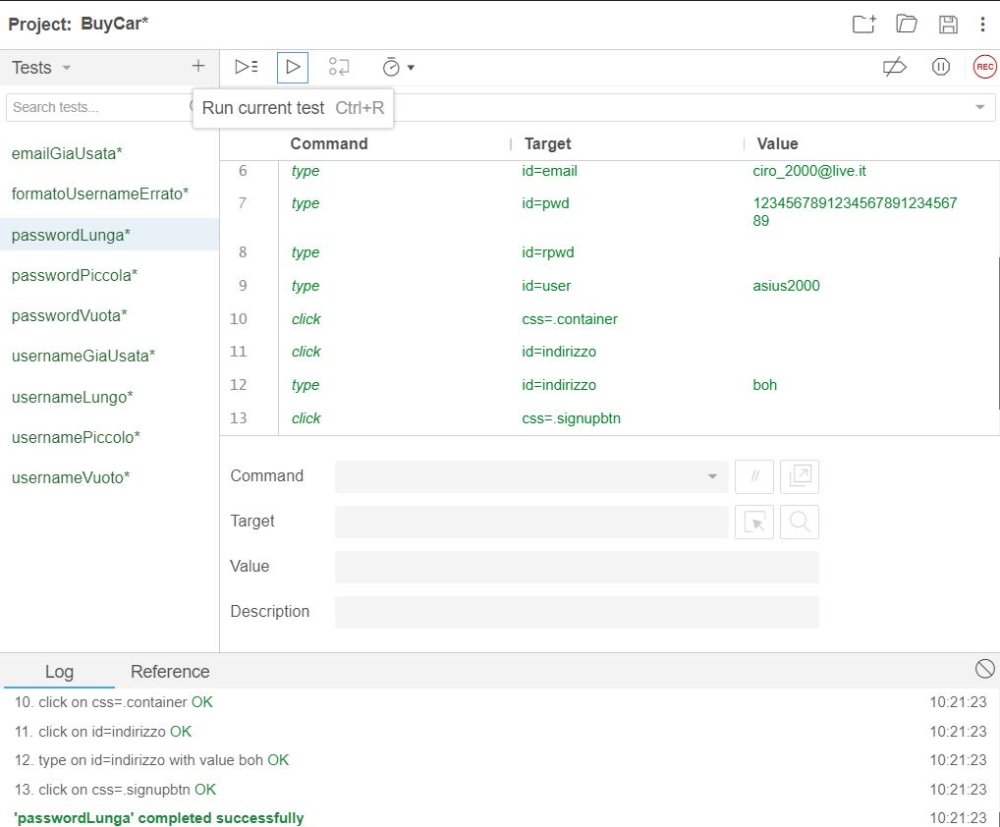 Project: BuyCar*
Tests
REC
Search tests...
Run current test Ctrl+R
Command Target Value
emailGiaUsata*
formatoUsernameErrato*
passwordLunga*
passwordPiccola*
passwordVuota*
usernameGiaUsata*
usernameLungo*
usernamePiccolo*
usernameVuoto*
6 type id=email ciro_2000@live.it
7 type id=pwd 1234567891234567891234567
89
8 type id=rpwd
9 type id=user asius2000
10 click css=.container
11 click id=indirizzo
12 type id=indirizzo boh
13 click css=.signupbtn
Command //
Target
Value
Description
Log Reference
10. click on css=.container OK 10:21:23
11. click on id=indirizzo OK 10:21:23
12. type on id=indirizzo with value boh OK 10:21:23
13. click on css=.signupbtn OK 10:21:23
'passwordLunga' completed successfully 10:21:23